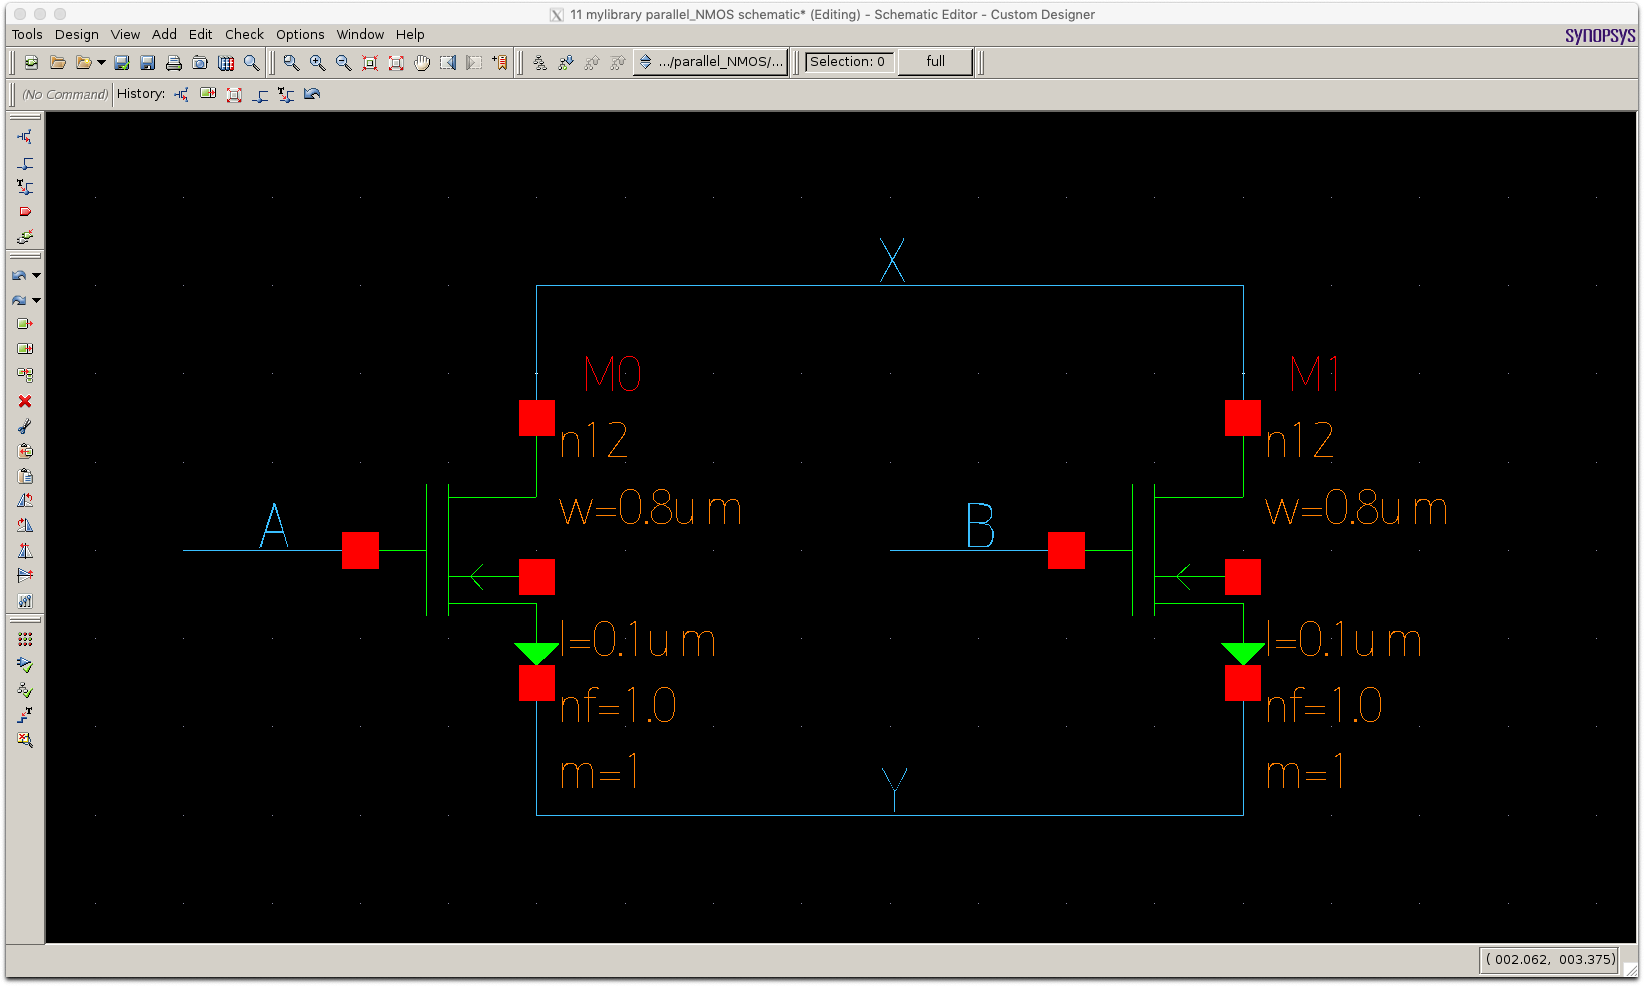 11 mylibrary parallel_NMOS schematic* (Editing) - Schematic Editor - Custom Designer
Tools Design View Add Edit Check Options Window Help
SYNOPSYS
.../parallel_NMOS/...
Selection: 0
full
(No Command)
History:
X
M0
M1
n12
n12
A
w=0.8u m
B
w=0.8u m
l=0.1u m
l=0.1u m
nf=1.0
nf=1.0
m=1
Y
m=1
( 002.062, 003.375)